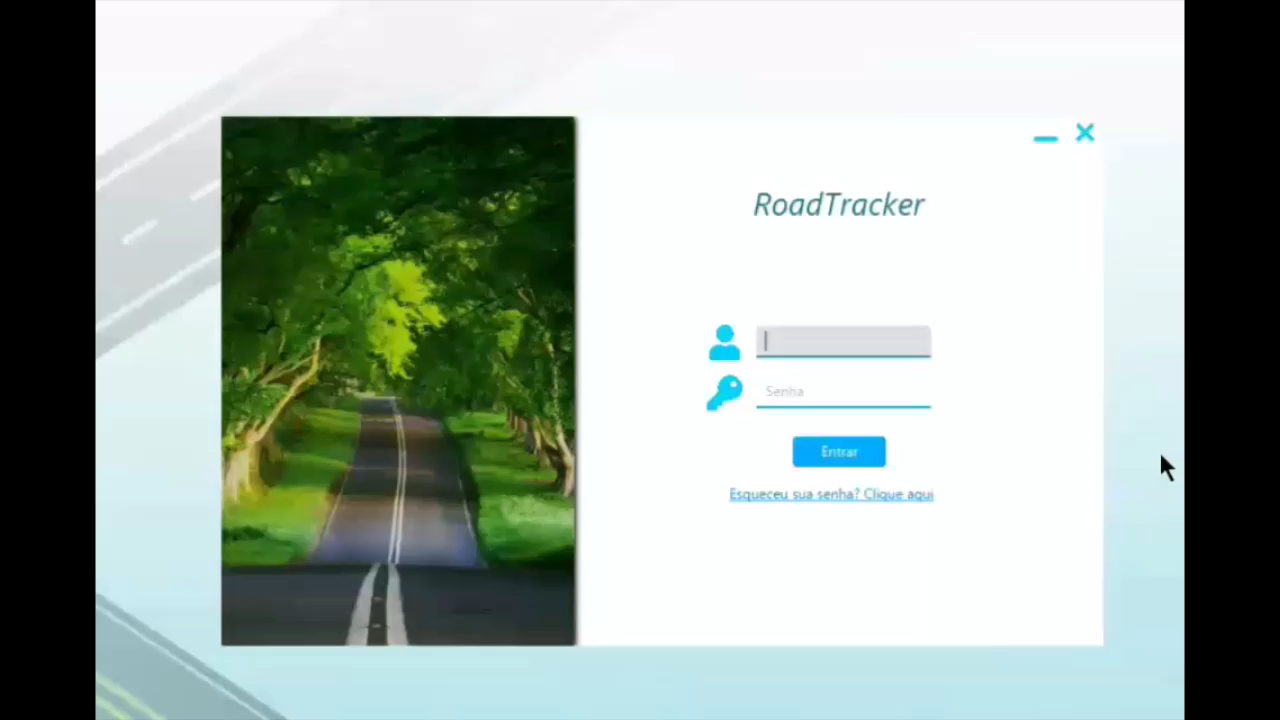 RoadTracker
Senha
Entrar
Esqueceu sua senha? Clique aqui